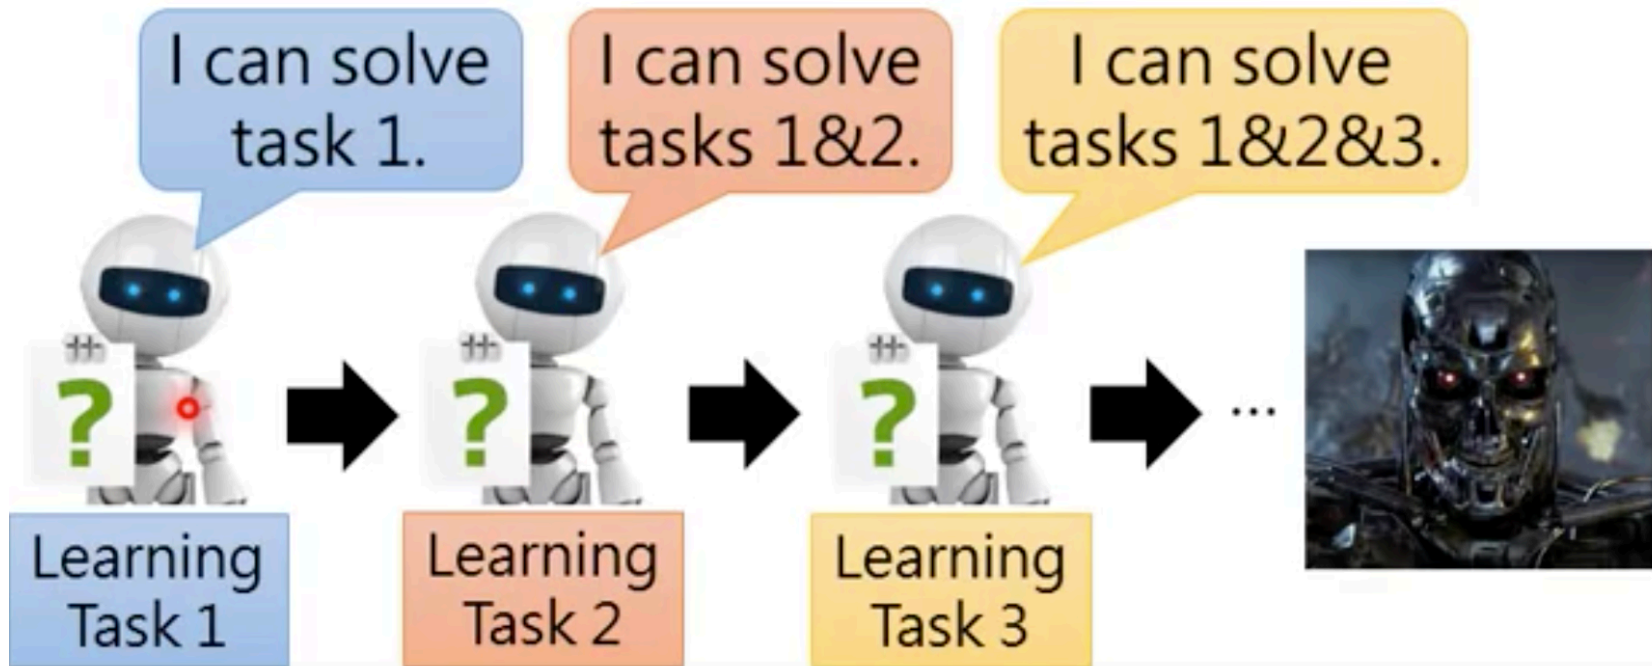 I can solve
task 1.
I can solve
tasks 1&2.
I can solve
tasks 1&2&3.
?
?
?
...
Learning
Task 1
Learning
Task 2
Learning
Task 3